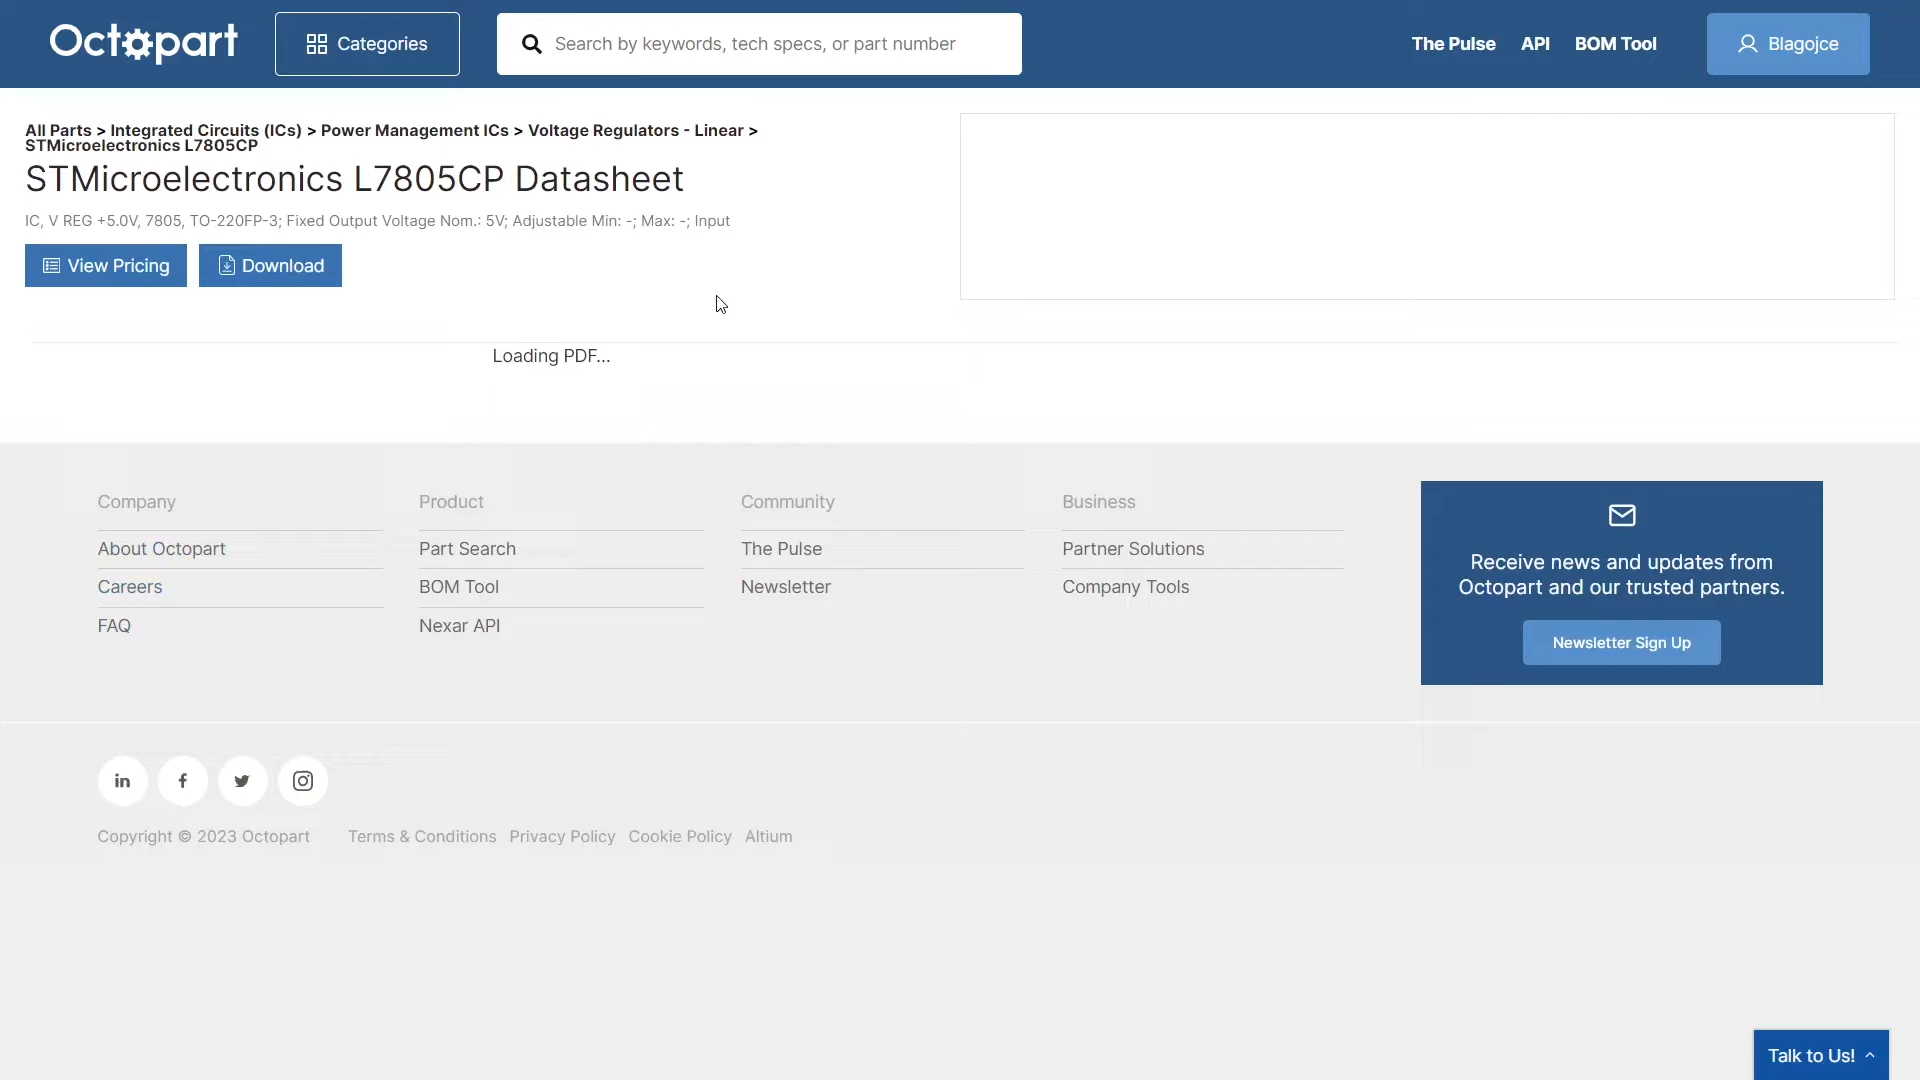 Octopart
Categories
Search by keywords, tech specs, or part number
The Pulse
API
BOM Tool
Blagojce
All Parts > Integrated Circuits (ICs) > Power Management ICs > Voltage Regulators - Linear >
STMicroelectronics L7805CP
STMicroelectronics L7805CP Datasheet
IC, V REG +5.0V, 7805, TO-220FP-3; Fixed Output Voltage Nom.: 5V; Adjustable Min: -; Max: -; Input
View Pricing
Download
Loading PDF...
Company
About Octopart
Careers
FAQ
Product
Part Search
BOM Tool
Nexar API
Community
The Pulse
Newsletter
Business
Partner Solutions
Company Tools
Receive news and updates from
Octopart and our trusted partners.
Newsletter Sign Up
Copyright © 2023 Octopart
Terms & Conditions
Privacy Policy
Cookie Policy
Altium
Talk to Us!